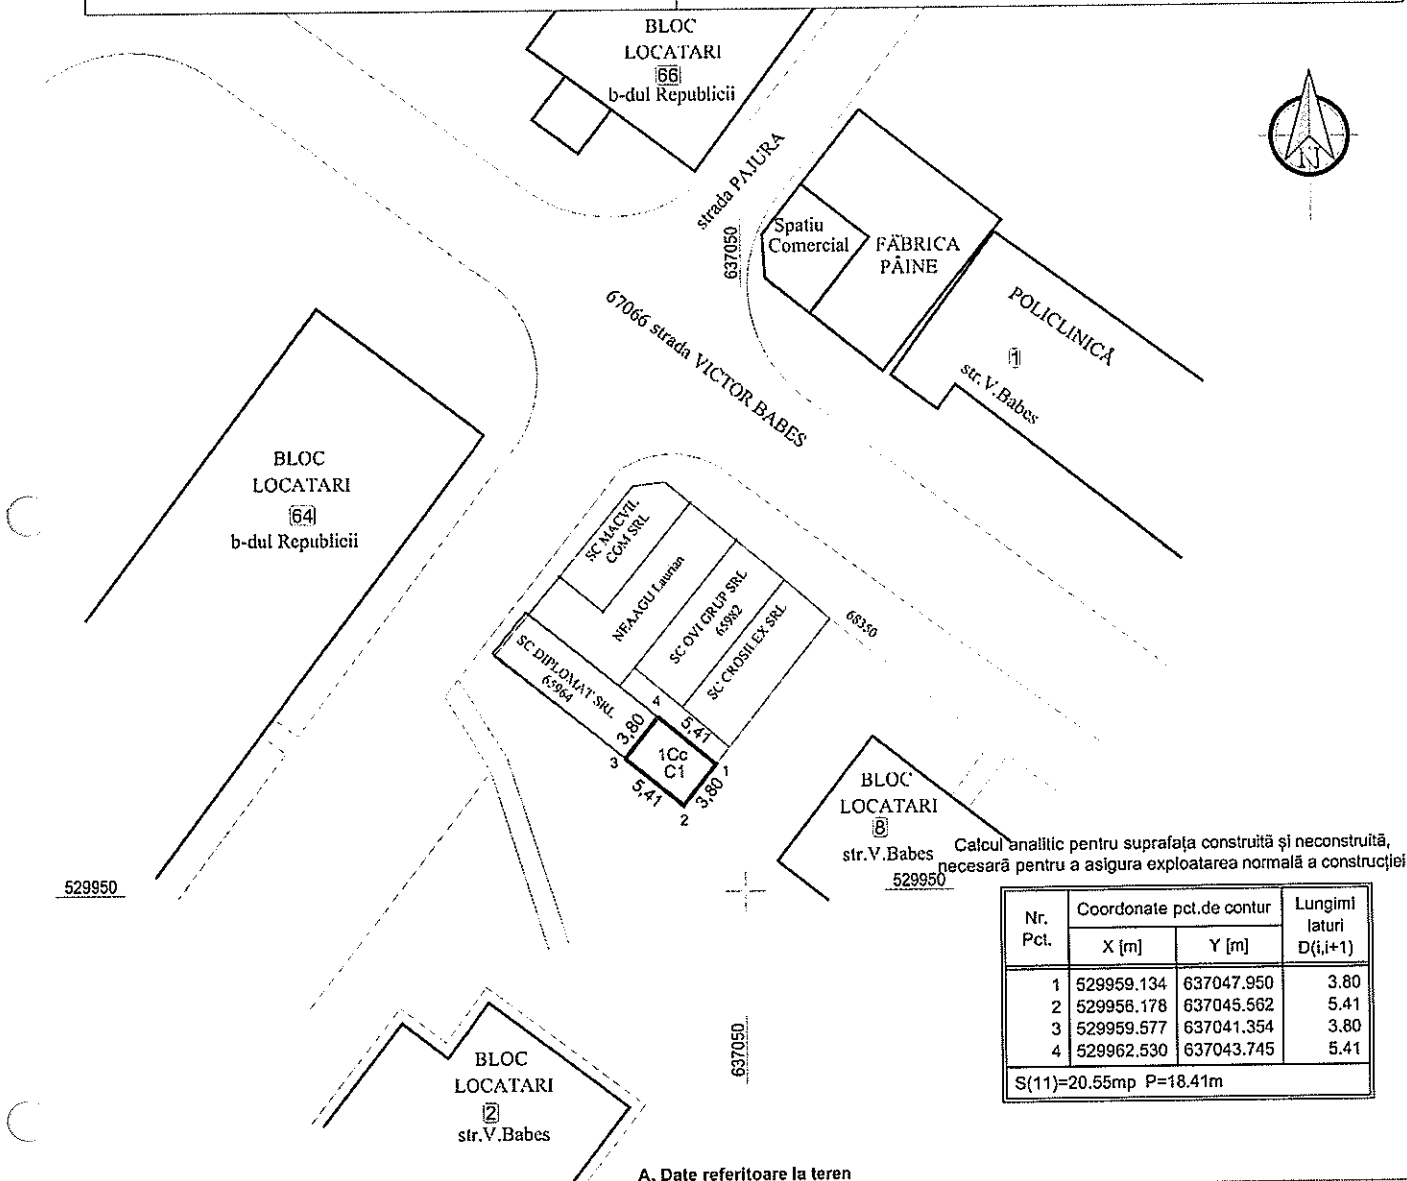 BLOC
LOCATARI
66
b-dul Republicii
N
strada PAJURA
637050
Spatiu
Comercial
FABRICA
PÂINE
POLICLINICĂ
1
str.V.Babes
67066 strada VICTOR BABES
BLOC
LOCATARI
64
b-dul Republicii
SC MACVIL
COM SRL
NEAAGU Laurian
SC OVI GRUP SRL
65982
SC CROSILEX SRL
68350
SC DIPLOMAT SRL
65964
4
3,80
5,41
1Cc
C1
3
1
5,41
3,80
2
BLOC
LOCATARI
8
str.V.Babes
529950
529950
Calcul analitic pentru suprafața construită și neconstruită,
necesară pentru a asigura exploatarea normală a construcției
Nr. Pct. Coordonate pct.de contur Lungimi laturi D(i,i+1)
X [m] Y [m]
1 529959.134 637047.950 3.80
2 529956.178 637045.562 5.41
3 529959.577 637041.354 3.80
4 529962.530 637043.745 5.41
S(11)=20.55mp P=18.41m
637050
BLOC
LOCATARI
2
str.V.Babes
A. Date referitoare la teren